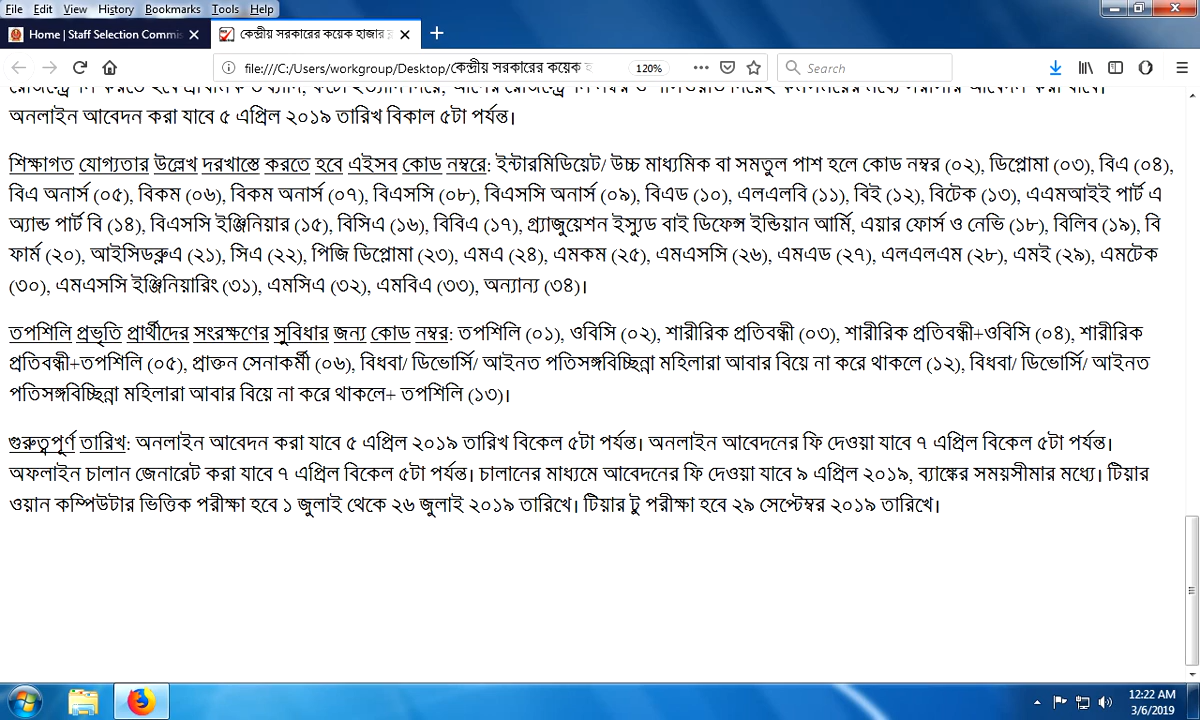 File Edit View History Bookmarks Tools Help
Home | Staff Selection Commis
কেন্দ্রীয় সরকারের কয়েক হাজার
file:///C:/Users/workgroup/Desktop/কেন্দ্রীয় সরকারের কয়েক হ
120%
Search
অনলাইন আবেদন করা যাবে ৫ এপ্রিল ২০১৯ তারিখ বিকাল ৫টা পর্যন্ত।
শিক্ষাগত যোগ্যতার উল্লেখ দরখাস্তে করতে হবে এইসব কোড নম্বরে: ইন্টারমিডিয়েট/ উচ্চ মাধ্যমিক বা সমতুল পাশ হলে কোড নম্বর (০২), ডিপ্লোমা (০৩), বিএ (০৪),
বিএ অনার্স (০৫), বিকম (০৬), বিকম অনার্স (০৭), বিএসসি (০৮), বিএসসি অনার্স (০৯), বিএড (১০), এলএলবি (১১), বিই (১২), বিটেক (১৩), এএমআইই পার্ট এ
অ্যান্ড পার্ট বি (১৪), বিএসসি ইঞ্জিনিয়ার (১৫), বিসিএ (১৬), বিবিএ (১৭), গ্র্যাজুয়েশন ইস্যুড বাই ডিফেন্স ইন্ডিয়ান আর্মি, এয়ার ফোর্স ও নেভি (১৮), বিলিব (১৯), বি
ফার্ম (২০), আইসিডব্লুএ (২১), সিএ (২২), পিজি ডিপ্লোমা (২৩), এমএ (২৪), এমকম (২৫), এমএসসি (২৬), এমএড (২৭), এলএলএম (২৮), এমই (২৯), এমটেক
(৩০), এমএসসি ইঞ্জিনিয়ারিং (৩১), এমসিএ (৩২), এমবিএ (৩৩), অন্যান্য (৩৪)।
তপশিলি প্রভৃতি প্রার্থীদের সংরক্ষণের সুবিধার জন্য কোড নম্বর: তপশিলি (০১), ওবিসি (০২), শারীরিক প্রতিবন্ধী (০৩), শারীরিক প্রতিবন্ধী+ওবিসি (০৪), শারীরিক
প্রতিবন্ধী+তপশিলি (০৫), প্রাক্তন সেনাকর্মী (০৬), বিধবা/ ডিভোর্সি/ আইনত পতিসঙ্গবিচ্ছিন্না মহিলারা আবার বিয়ে না করে থাকলে (১২), বিধবা/ ডিভোর্সি/ আইনত
পতিসঙ্গবিচ্ছিন্না মহিলারা আবার বিয়ে না করে থাকলে+ তপশিলি (১৩)।
গুরুত্বপূর্ণ তারিখ: অনলাইন আবেদন করা যাবে ৫ এপ্রিল ২০১৯ তারিখ বিকেল ৫টা পর্যন্ত। অনলাইন আবেদনের ফি দেওয়া যাবে ৭ এপ্রিল বিকেল ৫টা পর্যন্ত।
অফলাইন চালান জেনারেট করা যাবে ৭ এপ্রিল বিকেল ৫টা পর্যন্ত। চালানের মাধ্যমে আবেদনের ফি দেওয়া যাবে ৯ এপ্রিল ২০১৯, ব্যাঙ্কের সময়সীমার মধ্যে। টিয়ার
ওয়ান কম্পিউটার ভিত্তিক পরীক্ষা হবে ১ জুলাই থেকে ২৬ জুলাই ২০১৯ তারিখে। টিয়ার টু পরীক্ষা হবে ২৯ সেপ্টেম্বর ২০১৯ তারিখে।
12:22 AM
3/6/2019